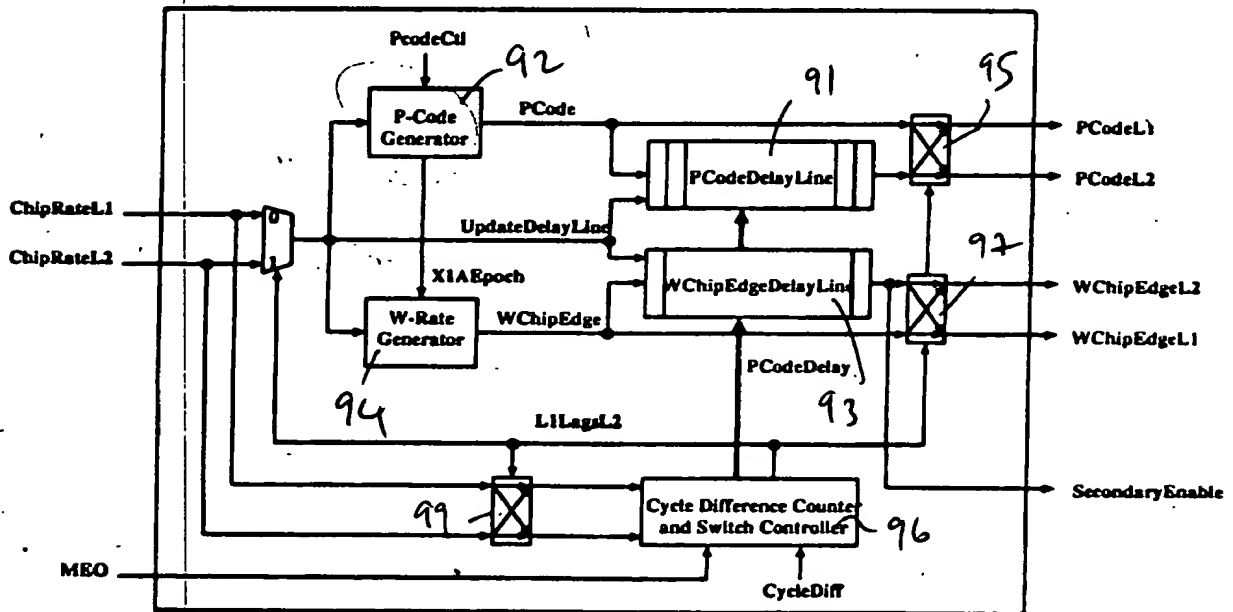 PcodeCtl
92
91
95
P-Code
Generator
PCode
PCodeL1
PCodeDelayLine
PCodeL2
ChipRateL1
0
UpdateDelayLine
ChipRateL2
1
97
X1AEpoch
WChipEdgeDelayLine
WChipEdgeL2
W-Rate
Generator
WChipEdge
WChipEdgeL1
PCodeDelay
94
93
L1LagsL2
SecondaryEnable
99
Cycle Difference Counter
and Switch Controller
96
MEO
CycleDiff